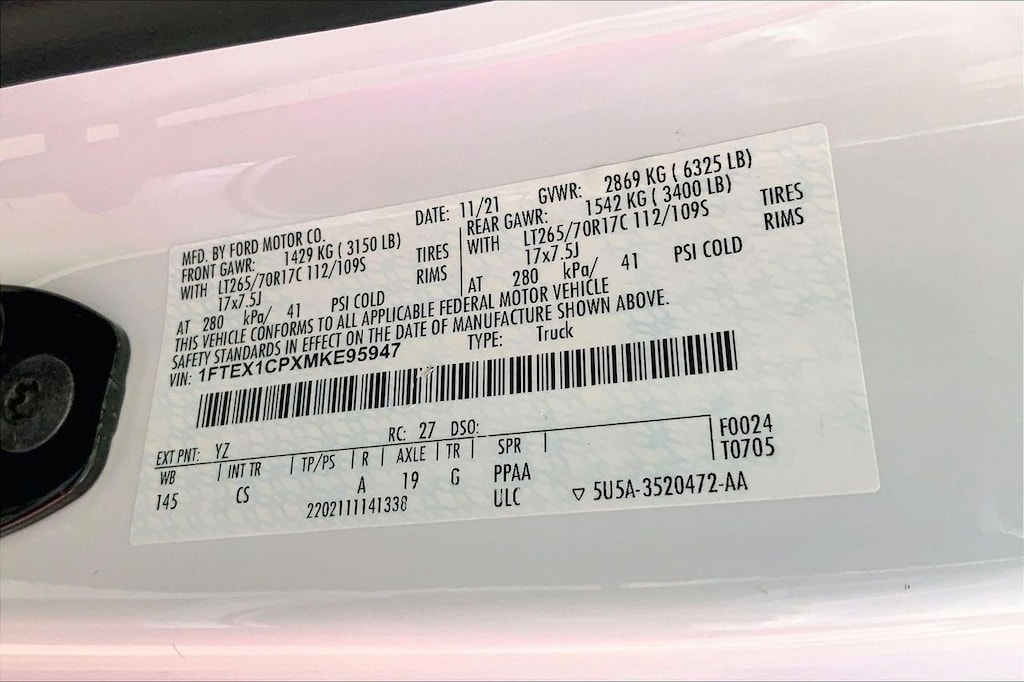 MFD. BY FORD MOTOR CO.
DATE: 11/21 GVWR: 2869 KG ( 6325 LB)
FRONT GAWR: 1429 KG ( 3150 LB)
WITH LT265/70R17C 112/109S TIRES
17x7.5J RIMS
AT 280 kPa/ 41 PSI COLD
REAR GAWR: 1542 KG ( 3400 LB)
WITH LT265/70R17C 112/109S TIRES
17x7.5J RIMS
AT 280 kPa/ 41 PSI COLD
THIS VEHICLE CONFORMS TO ALL APPLICABLE FEDERAL MOTOR VEHICLE
SAFETY STANDARDS IN EFFECT ON THE DATE OF MANUFACTURE SHOWN ABOVE.
VIN: 1FTEX1CPXMKE95947 TYPE: Truck
EXT PNT: YZ RC: 27 DSO: F0024
WB INT TR TP/PS R AXLE TR SPR T0705
145 CS A 19 G PPAA
2202111141338 ULC ▽ 5U5A-3520472-AA